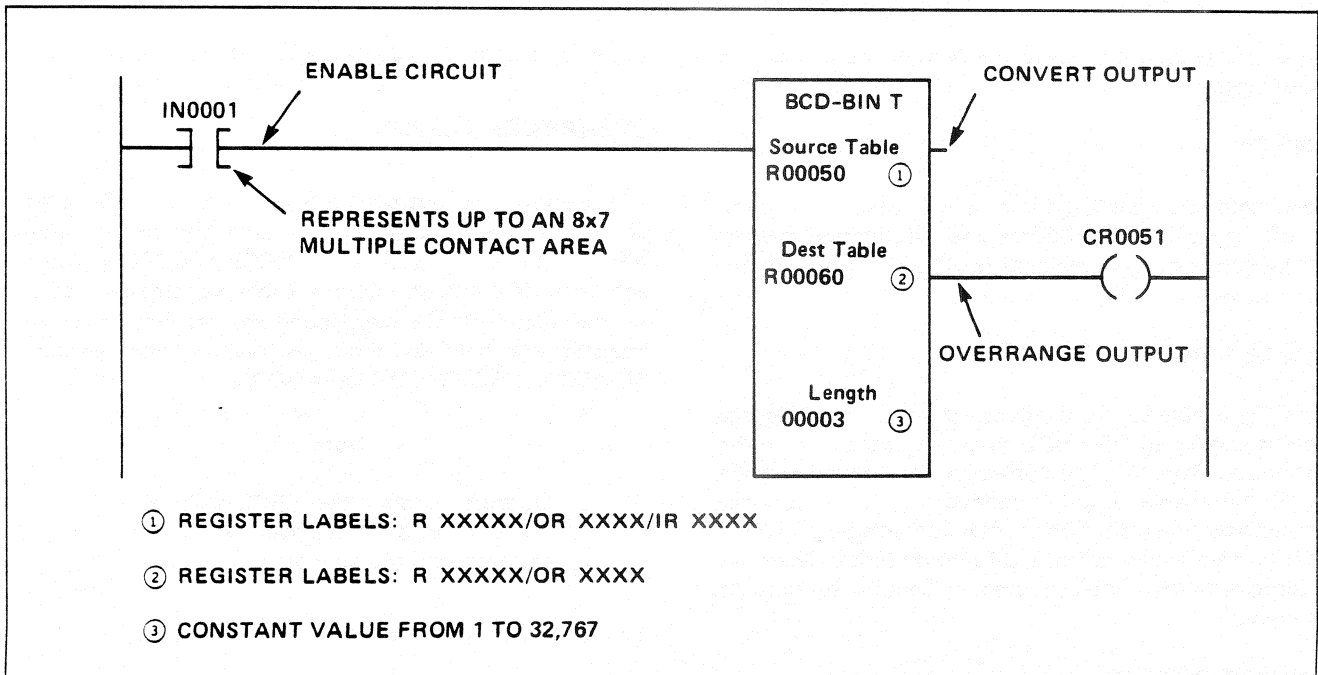 ENABLE CIRCUIT
CONVERT OUTPUT
IN0001
BCD-BIN T
Source Table
R00050 ①
REPRESENTS UP TO AN 8x7
MULTIPLE CONTACT AREA
Dest Table
R00060 ②
CR0051
OVERRANGE OUTPUT
Length
00003 ③
① REGISTER LABELS: R XXXXX/OR XXXX/IR XXXX
② REGISTER LABELS: R XXXXX/OR XXXX
③ CONSTANT VALUE FROM 1 TO 32,767